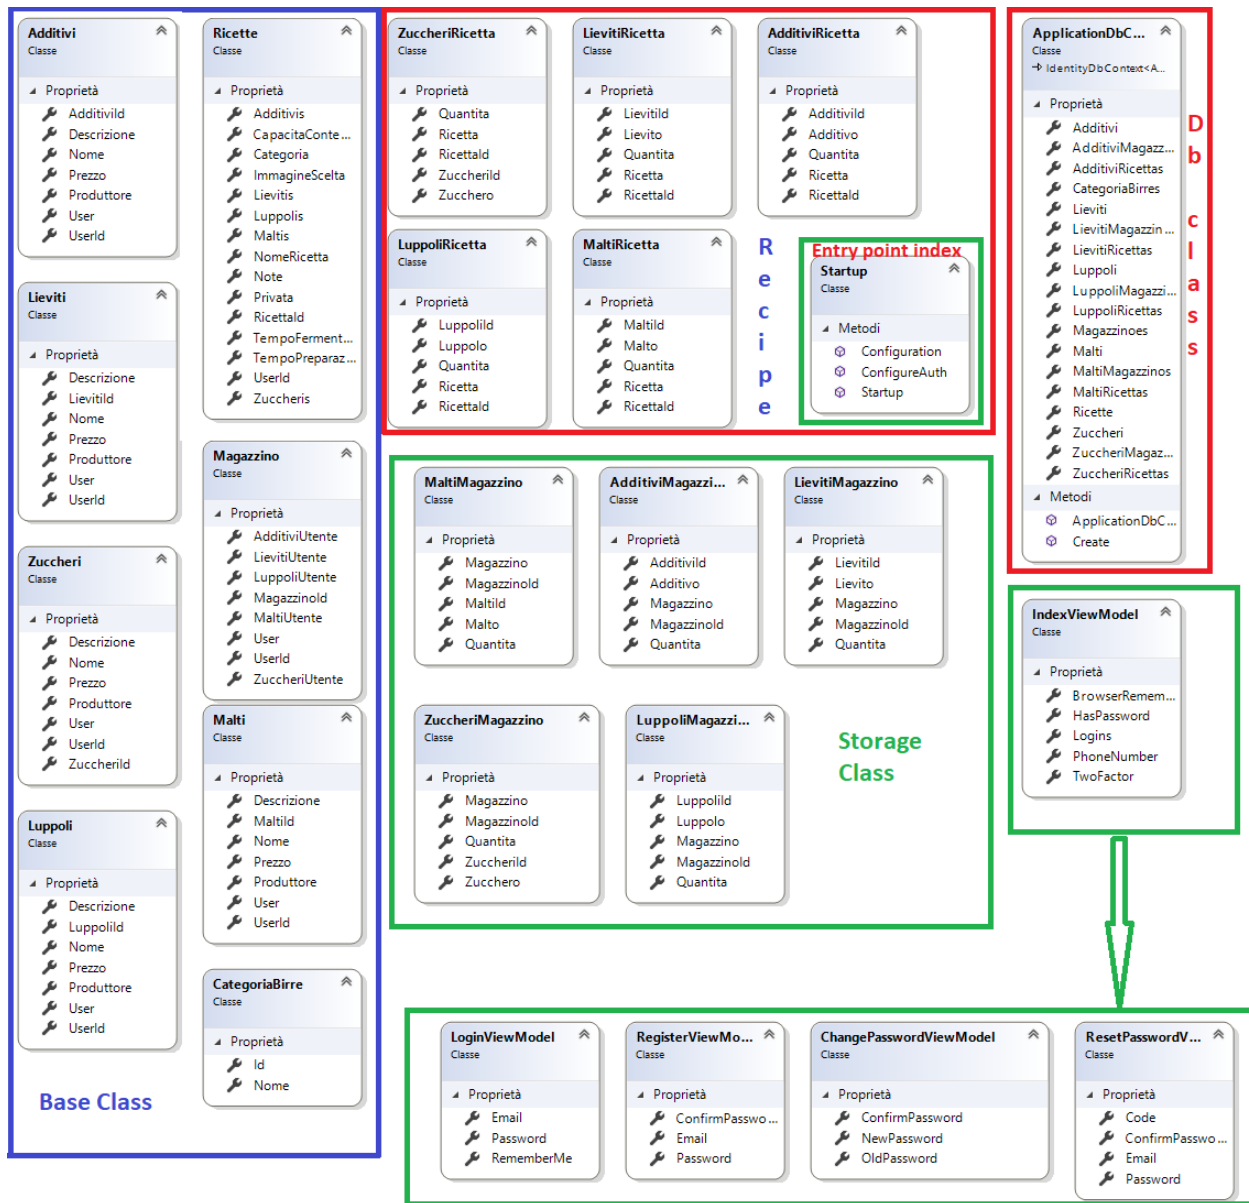 Additivi
Classe
Proprietà
AdditiviId
Descrizione
Nome
Prezzo
Produttore
User
UserId
Lieviti
Classe
Proprietà
Descrizione
LievitiId
Nome
Prezzo
Produttore
User
UserId
Zuccheri
Classe
Proprietà
Descrizione
Nome
Prezzo
Produttore
User
UserId
ZuccheriId
Luppoli
Classe
Proprietà
Descrizione
LuppoliId
Nome
Prezzo
Produttore
User
UserId
Base Class
Ricette
Classe
Proprietà
Additivis
CapacitaConte...
Categoria
ImmagineScelta
Lievitis
Luppolis
Maltis
NomeRicetta
Note
Privata
RicettaId
TempoFerment...
TempoPreparaz...
UserId
Zuccheris
Magazzino
Classe
Proprietà
AdditiviUtente
LievitiUtente
LuppoliUtente
MagazzinoId
MaltiUtente
User
UserId
ZuccheriUtente
Malti
Classe
Proprietà
Descrizione
MaltiId
Nome
Prezzo
Produttore
User
UserId
CategoriaBirre
Classe
Proprietà
Id
Nome
ZuccheriRicetta
Classe
Proprietà
Quantita
Ricetta
RicettaId
ZuccheriId
Zucchero
LievitiRicetta
Classe
Proprietà
LievitiId
Lievito
Quantita
Ricetta
RicettaId
AdditiviRicetta
Classe
Proprietà
AdditiviId
Additivo
Quantita
Ricetta
RicettaId
LuppoliRicetta
Classe
Proprietà
LuppoliId
Luppolo
Quantita
Ricetta
RicettaId
MaltiRicetta
Classe
Proprietà
MaltiId
Malto
Quantita
Ricetta
RicettaId
Recipe
Entry point index
Startup
Classe
Metodi
Configuration
ConfigureAuth
Startup
MaltiMagazzino
Classe
Proprietà
Magazzino
MagazzinoId
MaltiId
Malto
Quantita
AdditiviMagazzi...
Classe
Proprietà
AdditiviId
Additivo
Magazzino
MagazzinoId
Quantita
LievitiMagazzino
Classe
Proprietà
LievitiId
Lievito
Magazzino
MagazzinoId
Quantita
ZuccheriMagazzino
Classe
Proprietà
Magazzino
MagazzinoId
Quantita
ZuccheriId
Zucchero
LuppoliMagazzi...
Classe
Proprietà
LuppoliId
Luppolo
Magazzino
MagazzinoId
Quantita
Storage
Class
ApplicationDbC...
Classe
IdentityDbContext<A...
Proprietà
Additivi
AdditiviMagazz...
AdditiviRicettas
CategoriaBirres
Lieviti
LievitiMagazzin...
LievitiRicettas
Luppoli
LuppoliMagazzi...
LuppoliRicettas
Magazzinoes
Malti
MaltiMagazzinos
MaltiRicettas
Ricette
Zuccheri
ZuccheriMagaz...
ZuccheriRicettas
Metodi
ApplicationDbC...
Create
Db class
IndexViewModel
Classe
Proprietà
BrowserRemem...
HasPassword
Logins
PhoneNumber
TwoFactor
LoginViewModel
Classe
Proprietà
Email
Password
RememberMe
RegisterViewMo...
Classe
Proprietà
ConfirmPasswo...
Email
Password
ChangePasswordViewModel
Classe
Proprietà
ConfirmPassword
NewPassword
OldPassword
ResetPasswordV...
Classe
Proprietà
Code
ConfirmPasswo...
Email
Password